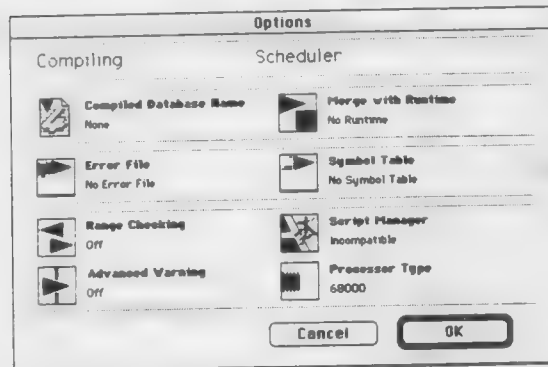 Options
Compiling
Scheduler
Compiled Database Name
None
Merge with Runtime
No Runtime
Error File
No Error File
Symbol Table
No Symbol Table
Range Checking
Off
Script Manager
Incompatible
Advanced Warning
Off
Processor Type
68000
Cancel
OK